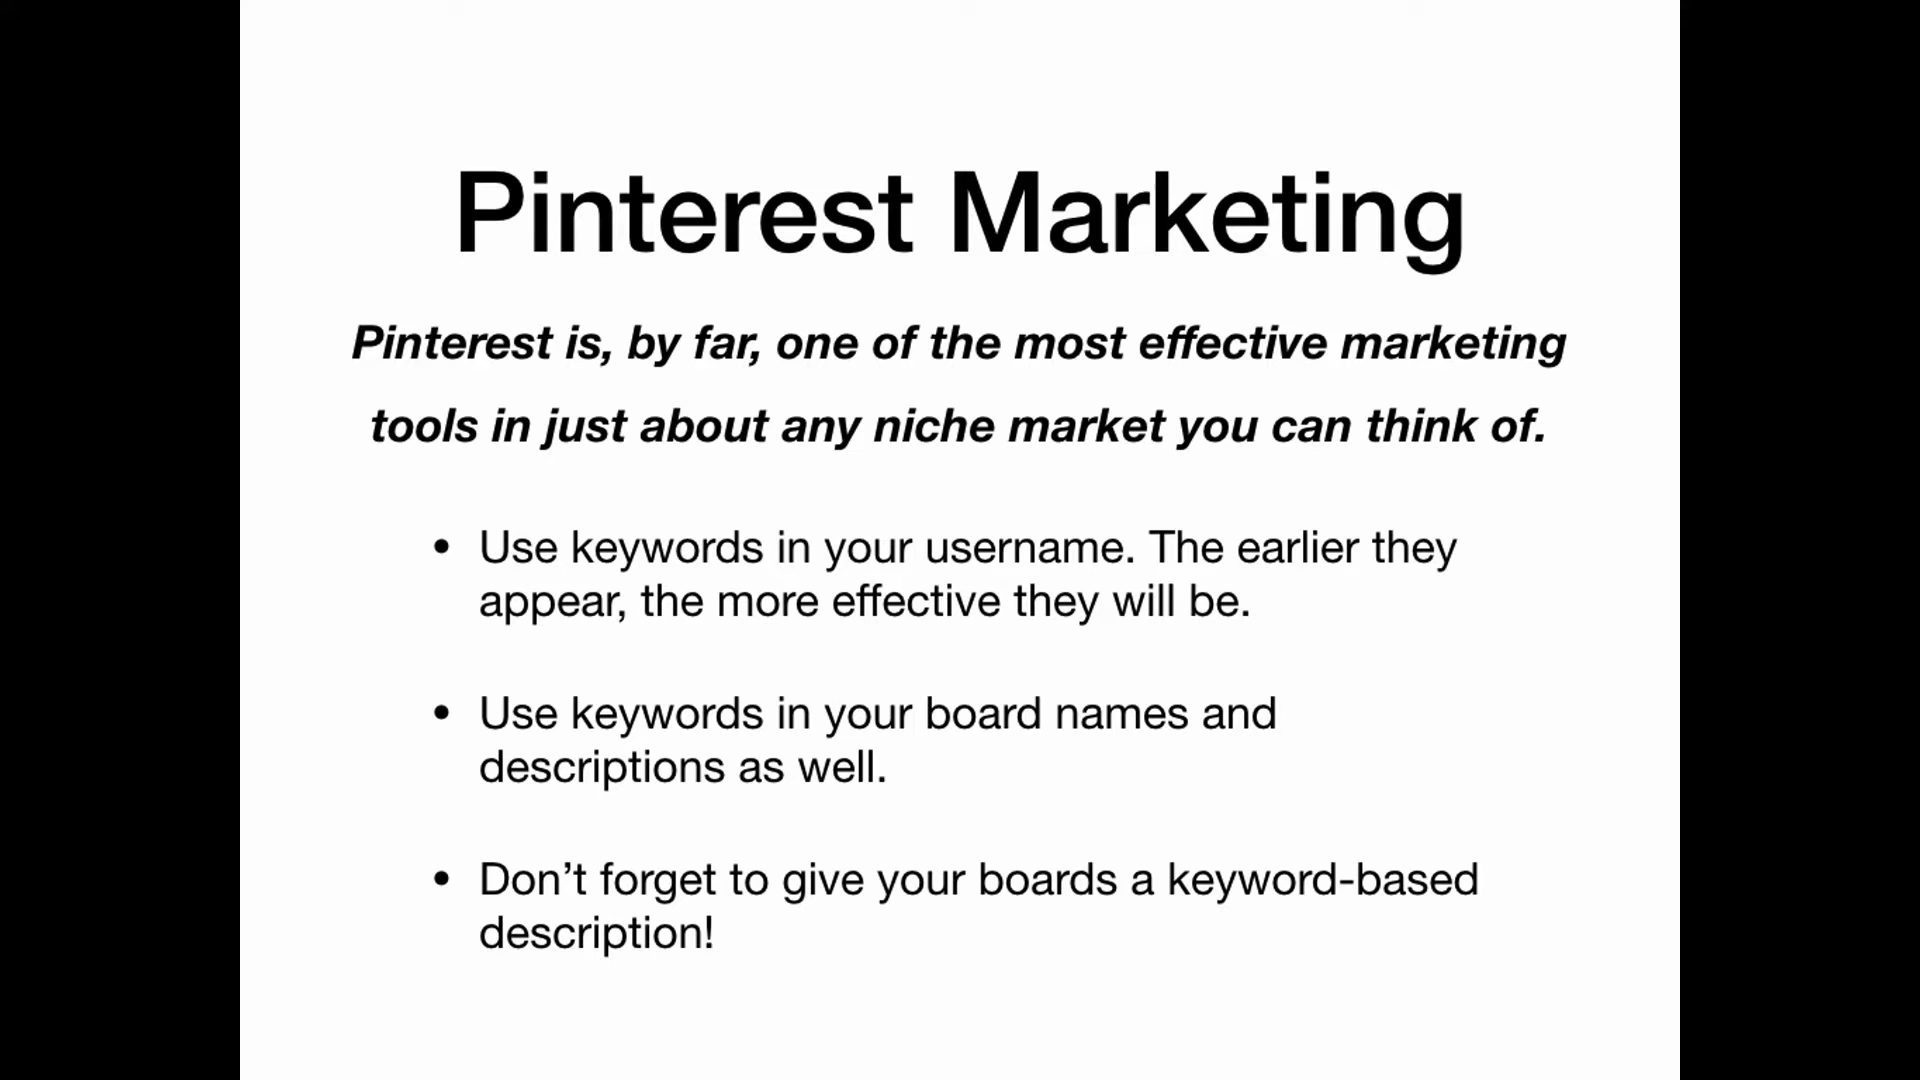 Pinterest Marketing
Pinterest is, by far, one of the most effective marketing
tools in just about any niche market you can think of.
• Use keywords in your username. The earlier they
appear, the more effective they will be.
• Use keywords in your board names and
descriptions as well.
• Don’t forget to give your boards a keyword-based
description!